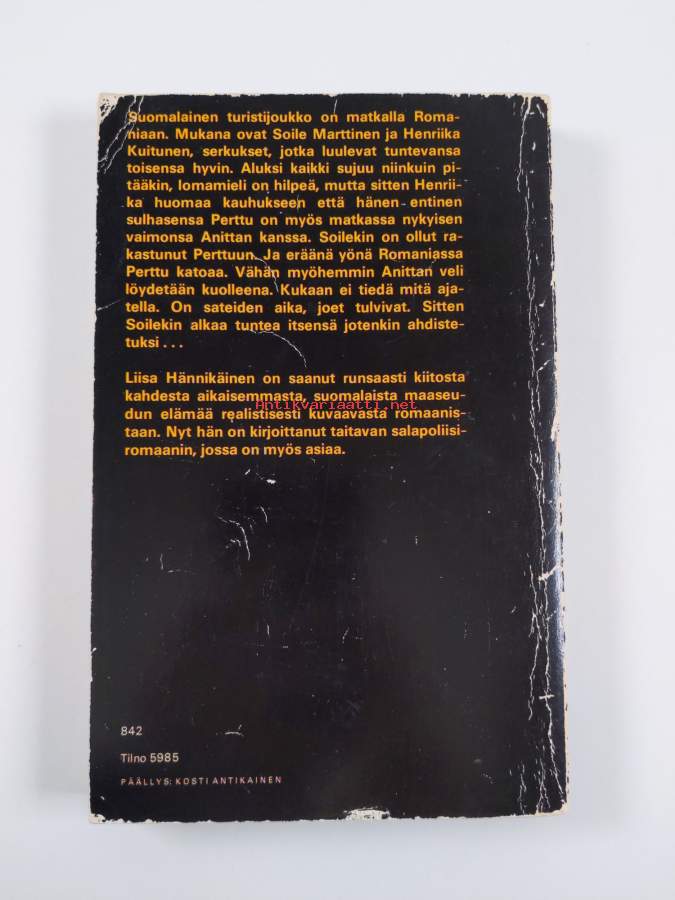 Suomalainen turistijoukko on matkalla Roma-
niaan. Mukana ovat Soile Marttinen ja Henriika
Kuitunen, serkukset, jotka luulevat tuntevansa
toisensa hyvin. Aluksi kaikki sujuu niinkuin pi-
tääkin, lomamieli on hilpeä, mutta sitten Henrii-
ka huomaa kauhukseen että hänen entinen
sulhasensa Perttu on myös matkassa nykyisen
vaimonsa Anittan kanssa. Soilekin on ollut ra-
kastunut Perttuun. Ja eräänä yönä Romaniassa
Perttu katoaa. Vähän myöhemmin Anittan veli
löydetään kuolleena. Kukaan ei tiedä mitä aja-
tella. On sateiden aika, joet tulvivat. Sitten
Soilekin alkaa tuntea itsensä jotenkin ahdiste-
tuksi...
Liisa Hännikäinen on saanut runsaasti kiitosta
kahdesta aikaisemmasta, suomalaista maaseu-
Antikvariaatti.net
dun elämää realistisesti kuvaavasta romaanis-
taan. Nyt hän on kirjoittanut taitavan salapoliisi-
romaanin, jossa on myös asiaa.
842
Tilno 5985
PÄÄLLYS: KOSTI ANTIKAINEN